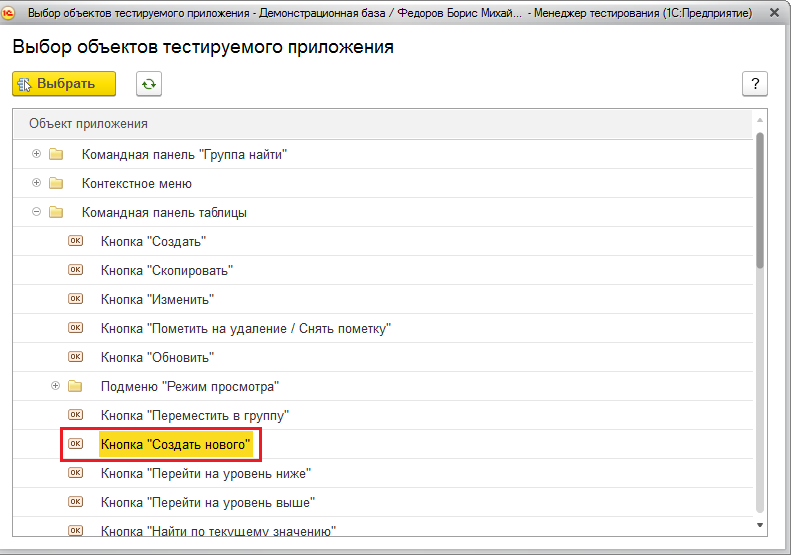 Выбор объектов тестируемого приложения - Демонстрационная база / Федоров Борис Михай... - Менеджер тестирования (1С:Предприятие)
Выбор объектов тестируемого приложения
Выбрать
?
Объект приложения
Командная панель "Группа найти"
Контекстное меню
Командная панель таблицы
OK Кнопка "Создать"
OK Кнопка "Скопировать"
OK Кнопка "Изменить"
OK Кнопка "Пометить на удаление / Снять пометку"
OK Кнопка "Обновить"
Подменю "Режим просмотра"
OK Кнопка "Переместить в группу"
OK Кнопка "Создать нового"
OK Кнопка "Перейти на уровень ниже"
OK Кнопка "Перейти на уровень выше"
OK Кнопка "Найти по текущему значению"